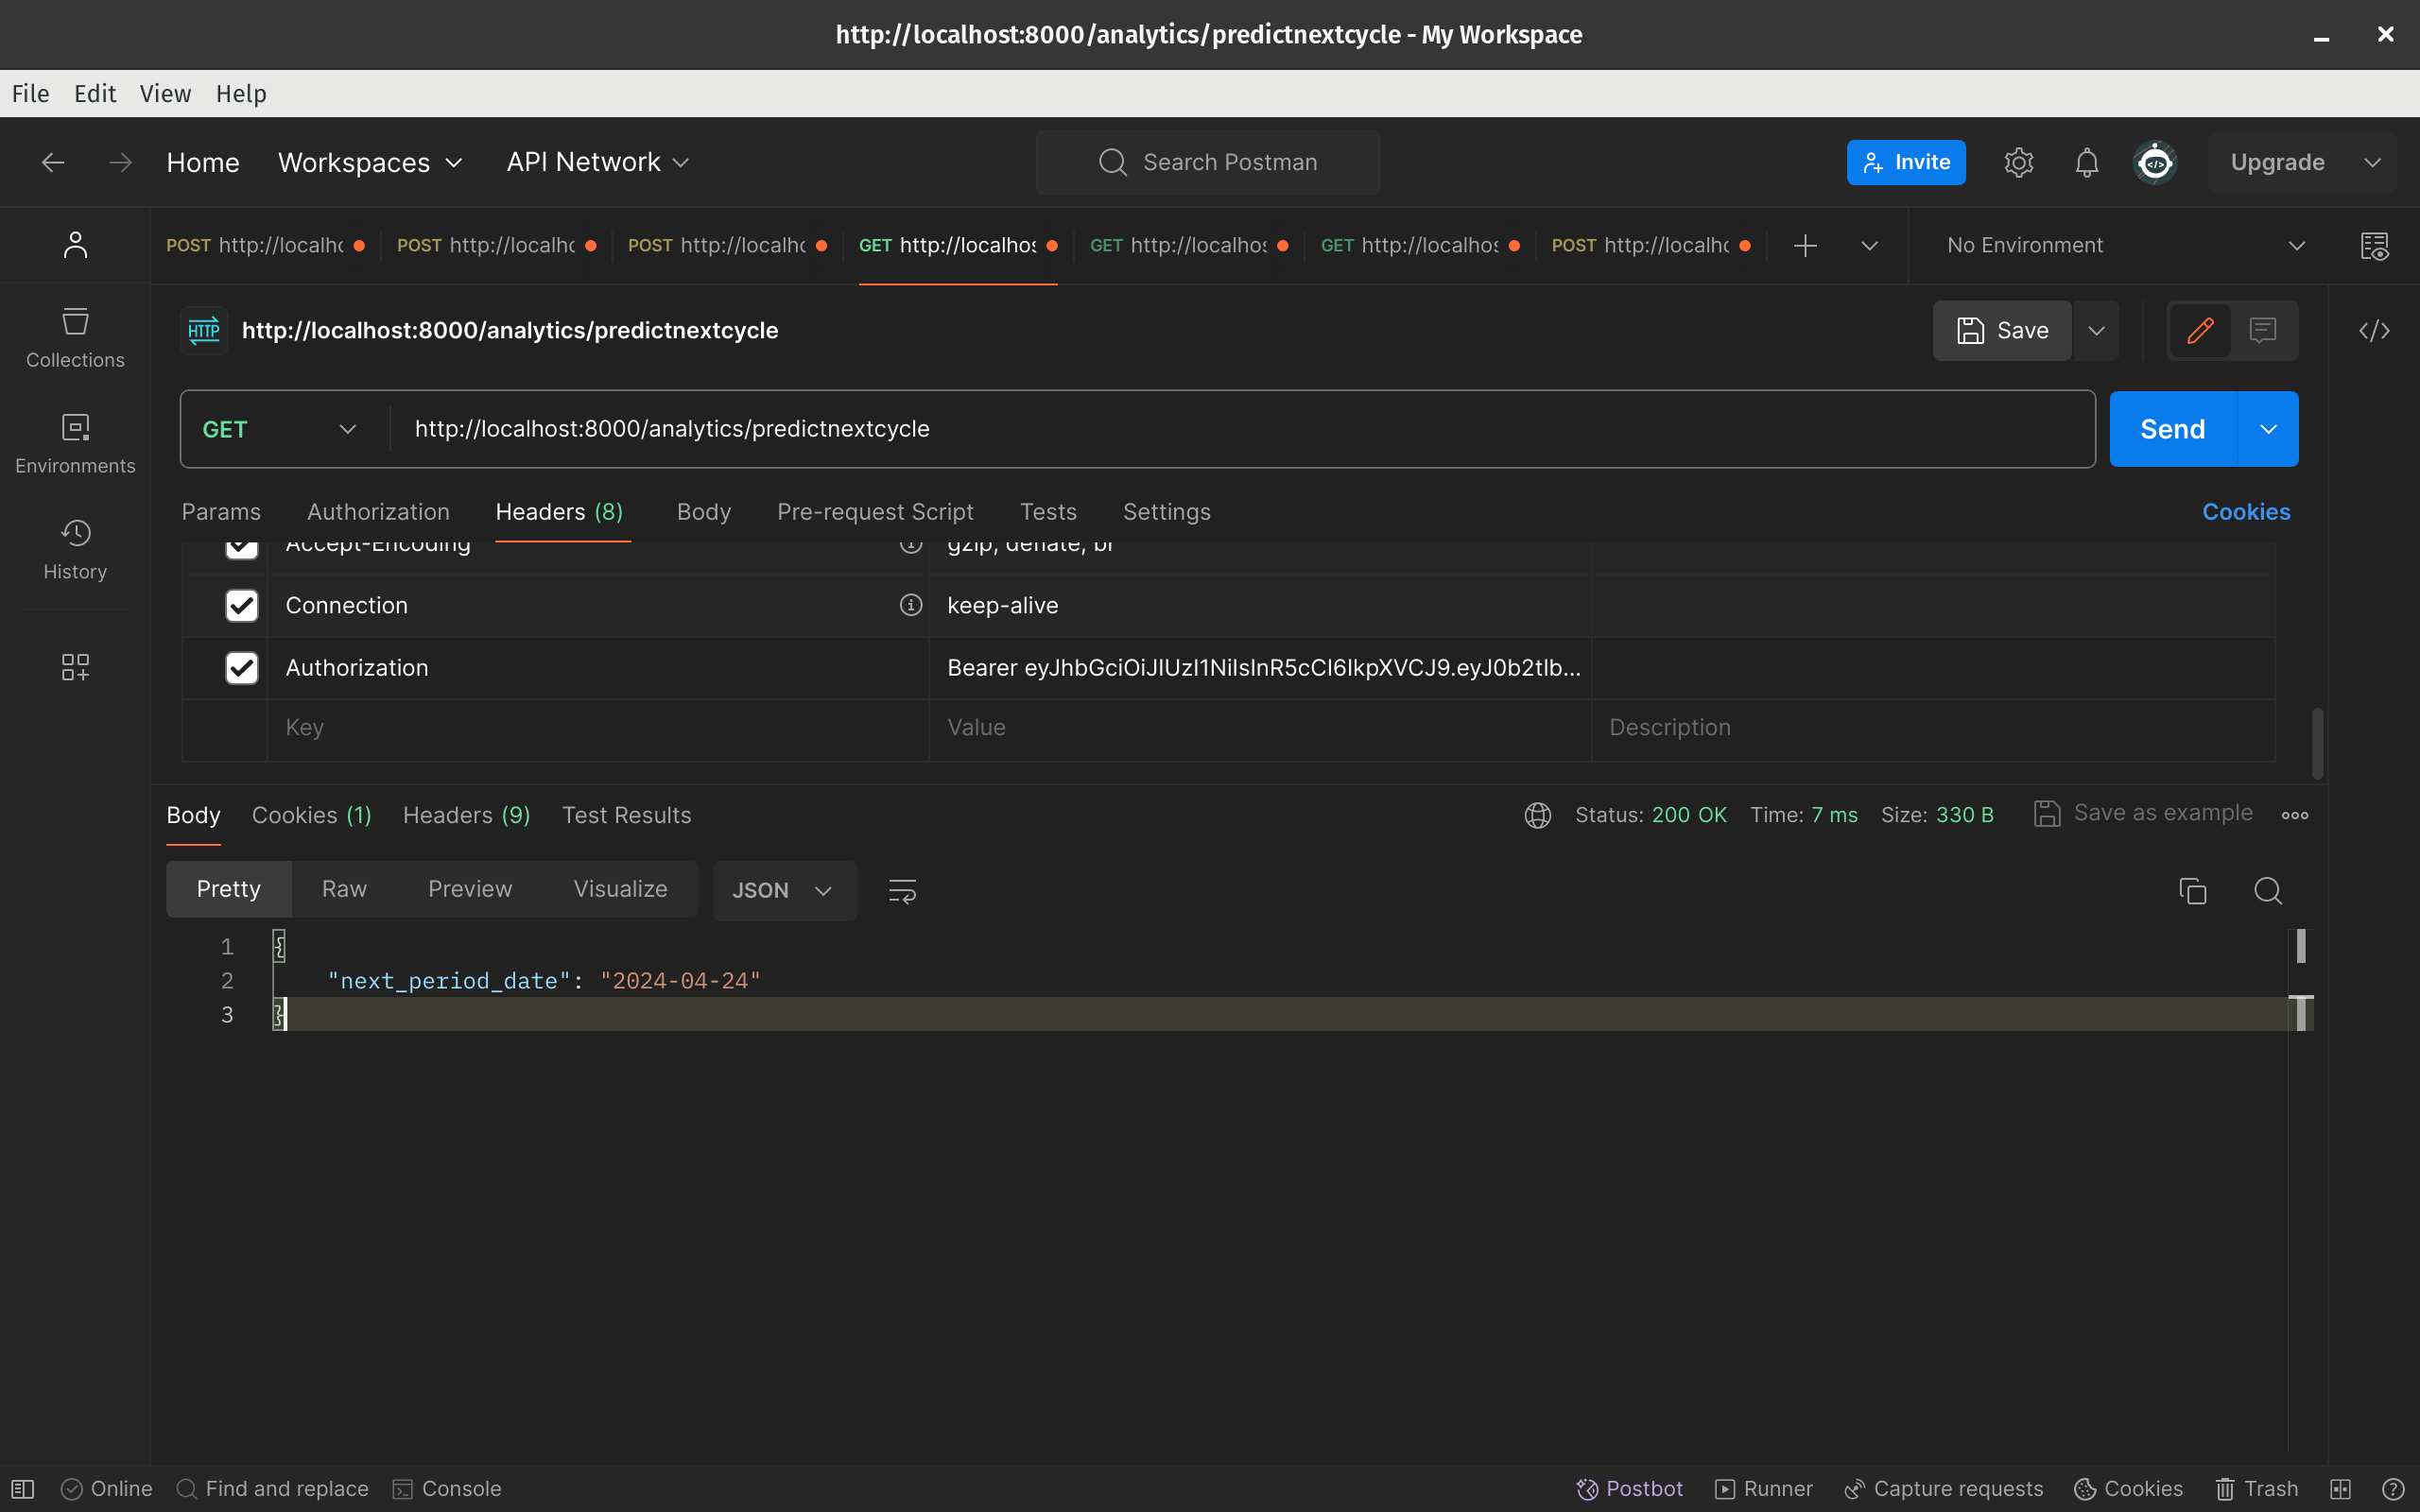 http://localhost:8000/analytics/predictnextcycle - My Workspace
File Edit View Help
Home Workspaces API Network Search Postman Invite Upgrade
POST http://localhc POST http://localhc POST http://localhc GET http://localhos GET http://localhos GET http://localhos POST http://localhc No Environment
HTTP http://localhost:8000/analytics/predictnextcycle Save
Collections
GET http://localhost:8000/analytics/predictnextcycle Send
Environments
Params Authorization Headers (8) Body Pre-request Script Tests Settings Cookies
Accept-Encoding gzip, deflate, br
History
Connection keep-alive
Authorization Bearer eyJhbGciOiJIUzI1NiIsInR5cCI6IkpXVCJ9.eyJ0b2tlb...
Key Value Description
Body Cookies (1) Headers (9) Test Results Status: 200 OK Time: 7 ms Size: 330 B Save as example
Pretty Raw Preview Visualize JSON
1 {
2 "next_period_date": "2024-04-24"
3 }
Online Find and replace Console Postbot Runner Capture requests Cookies Trash